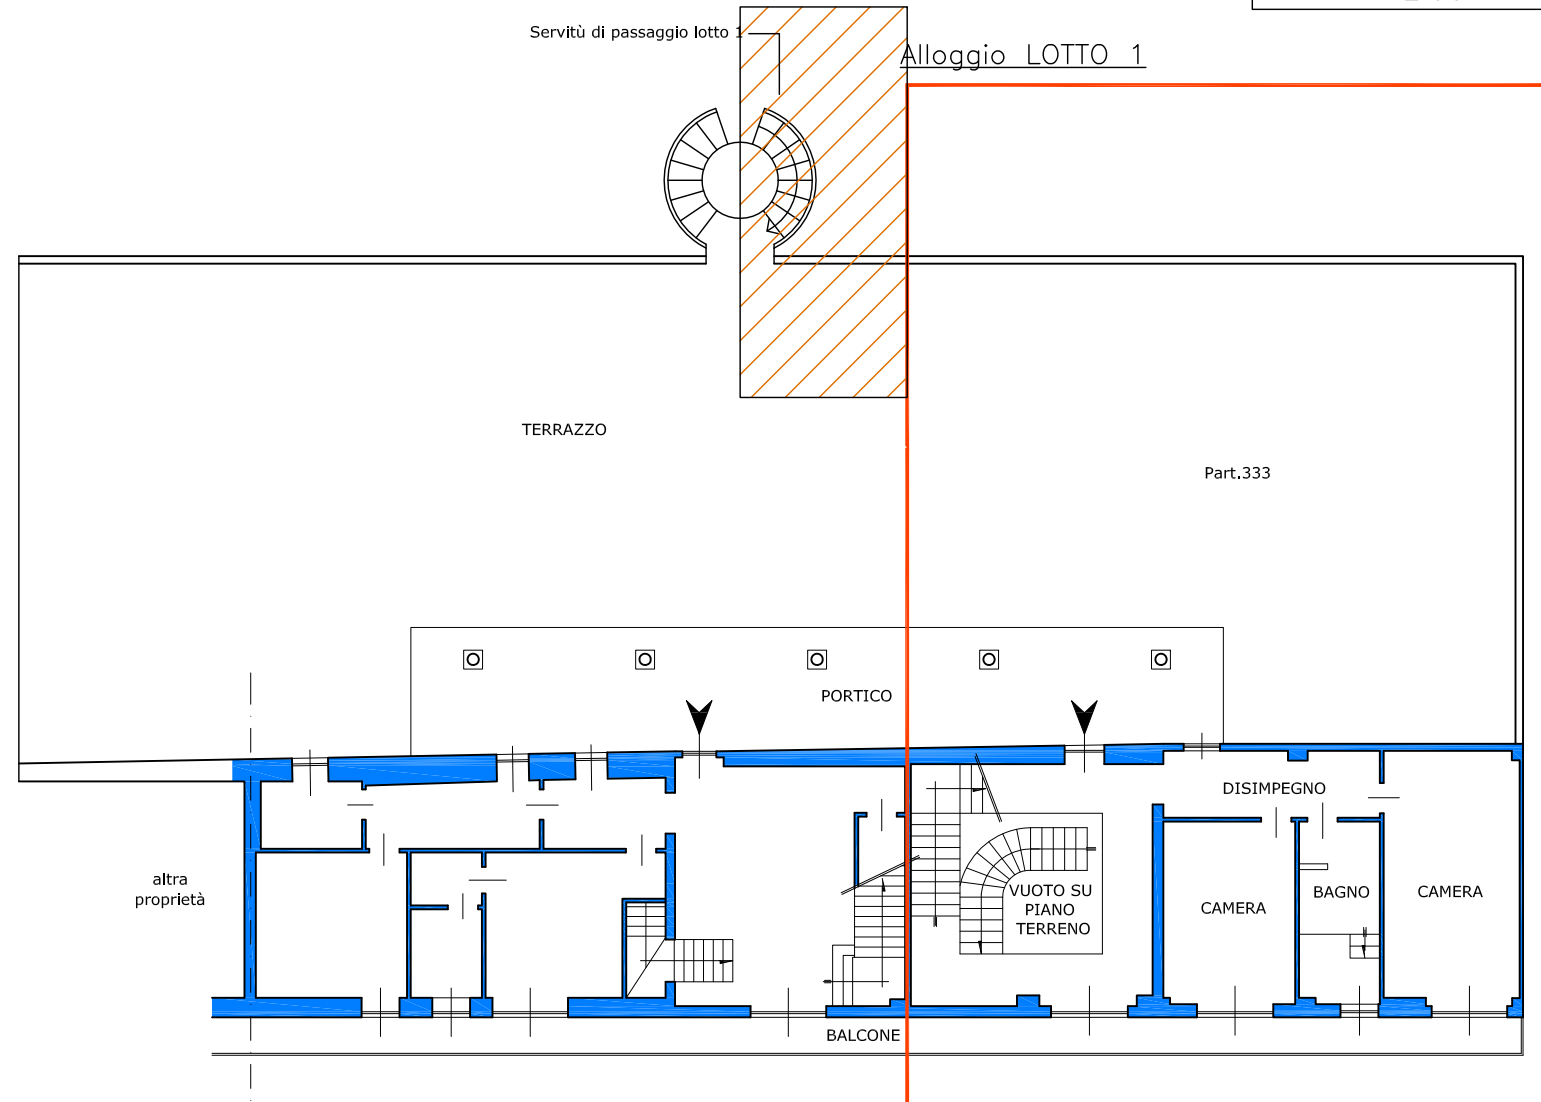 Servitù di passaggio lotto 1
Alloggio LOTTO 1
TERRAZZO
Part.333
PORTICO
DISIMPEGNO
altra
proprietà
VUOTO SU
PIANO
TERRENO
CAMERA
BAGNO
CAMERA
BALCONE